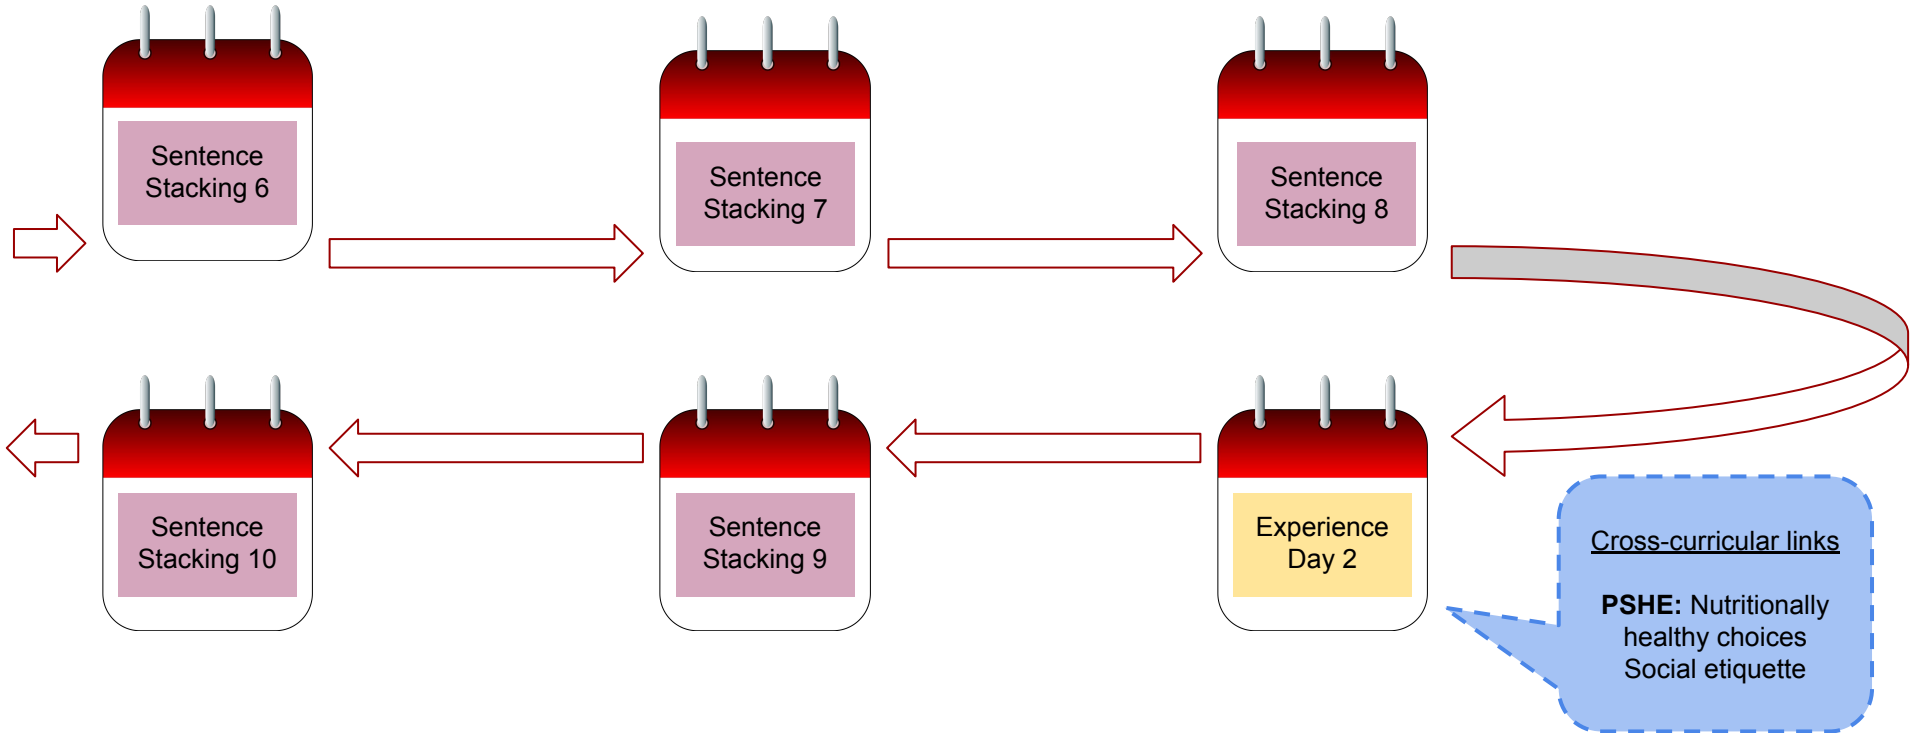 Sentence
Stacking 6
Sentence
Stacking 7
Sentence
Stacking 8
Sentence
Stacking 10
Sentence
Stacking 9
Experience
Day 2
Cross-curricular links
PSHE: Nutritionally
healthy choices
Social etiquette